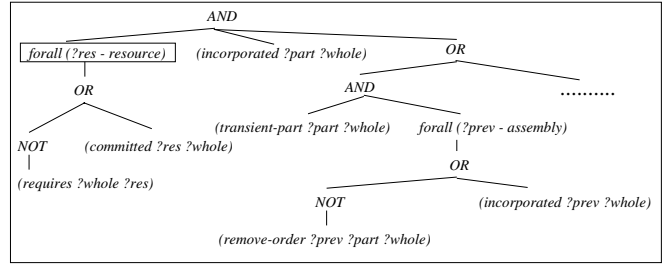 AND
forall (?res - resource) (incorporated ?part ?whole) OR
OR AND ..........
(transient-part ?part ?whole) forall (?prev - assembly)
NOT (committed ?res ?whole)
OR
(requires ?whole ?res)
NOT (incorporated ?prev ?whole)
(remove-order ?prev ?part ?whole)